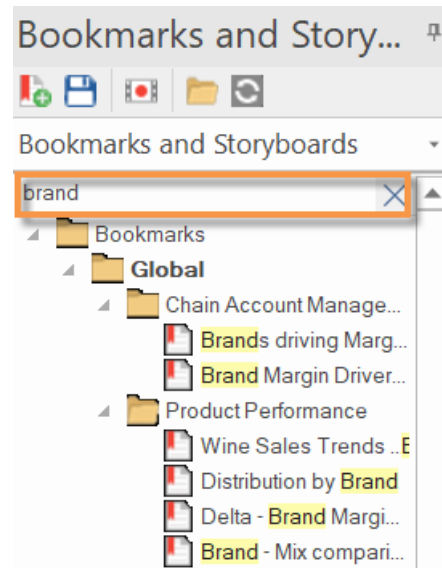 Bookmarks and Story...
Bookmarks and Storyboards
brand
Bookmarks
Global
Chain Account Manage...
Brands driving Marg...
Brand Margin Driver...
Product Performance
Wine Sales Trends ..B
Distribution by Brand
Delta - Brand Margi...
Brand - Mix compari...